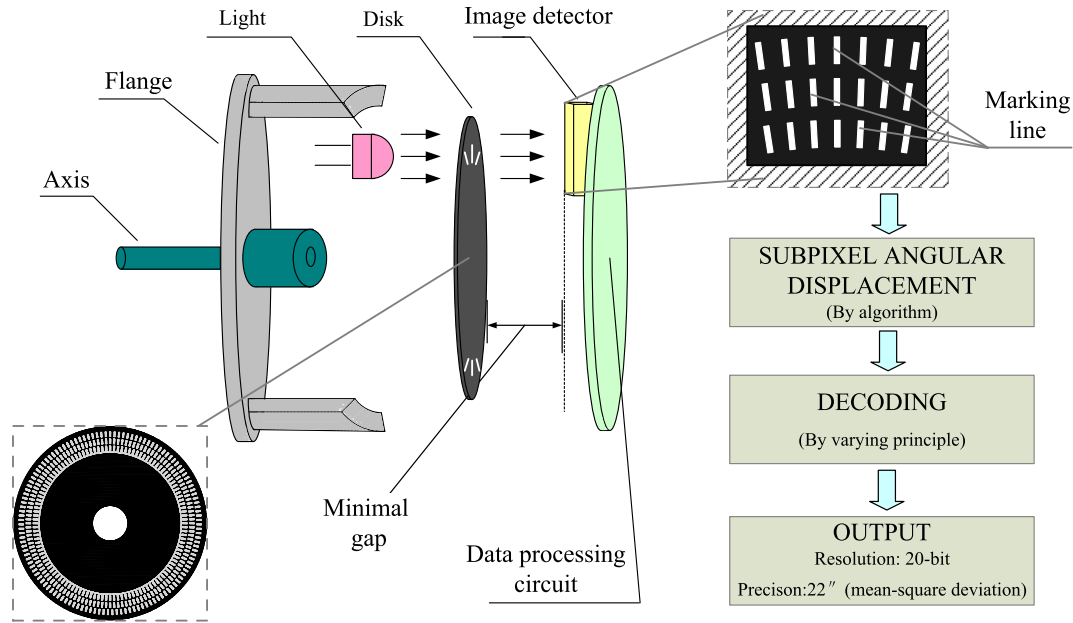 Light
Disk
Image detector
Flange
Axis
Marking
line
SUBPIXEL ANGULAR
DISPLACEMENT
(By algorithm)
DECODING
(By varying principle)
Minimal
gap
Data processing
circuit
OUTPUT
Resolution: 20-bit
Precison:22″ (mean-square deviation)